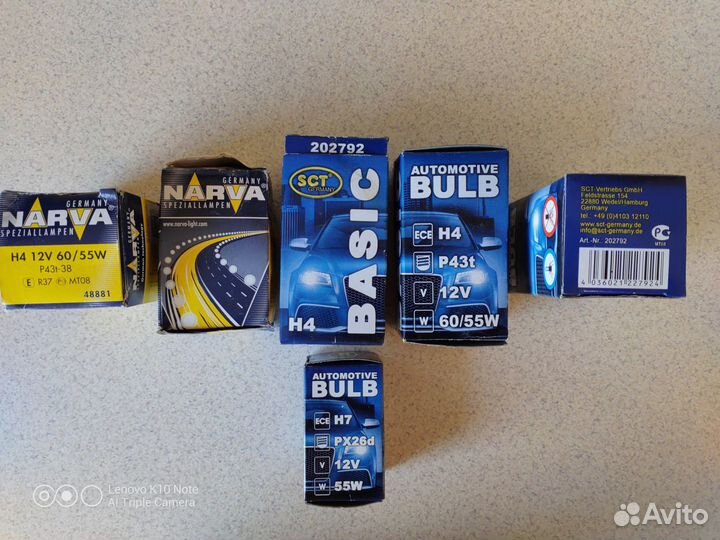 GERMANY
NARVA
SPEZIALLAMPEN
H4 12V 60/55W
P43t-38
E R37 MT08
48881
NARVA
GERMANY
NARVA
SPEZIALLAMPEN
www.narva-light.com
202792
SCT
GERMANY
BASIC
H4
AUTOMOTIVE
BULB
ECE H4
P43t
V 12V
W 60/55W
SCT-Vertriebs GmbH
Feldstrasse 154
22880 Wedel/Hamburg
Germany
tel.: +49 (0)4103 12110
www.sct-germany.de
info@sct-germany.de
Art.-Nr. 202792
4 036021 227924
AUTOMOTIVE
BULB
ECE H7
PX26d
V 12V
W 55W
Lenovo K10 Note
AI Triple Camera
Avito